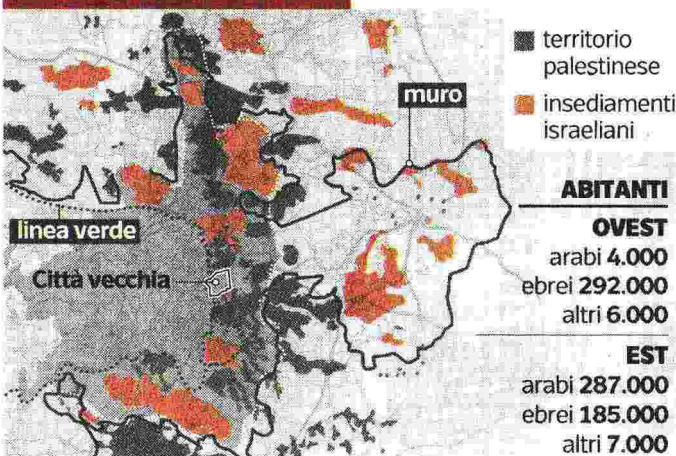 territorio
palestinese
insediamenti
israeliani
muro
linea verde
Città vecchia
ABITANTI
OVEST
arabi 4.000
ebrei 292.000
altri 6.000
EST
arabi 287.000
ebrei 185.000
altri 7.000